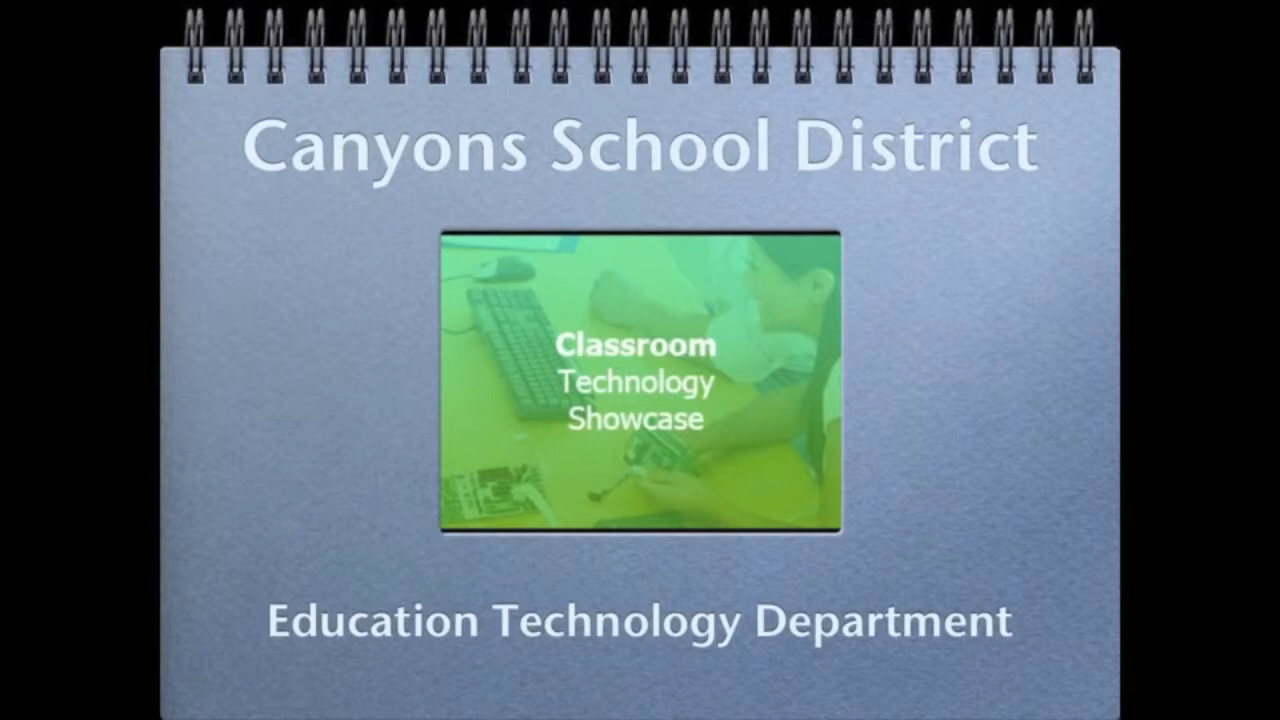 Canyons School District
Classroom
Technology
Showcase
Education Technology Department